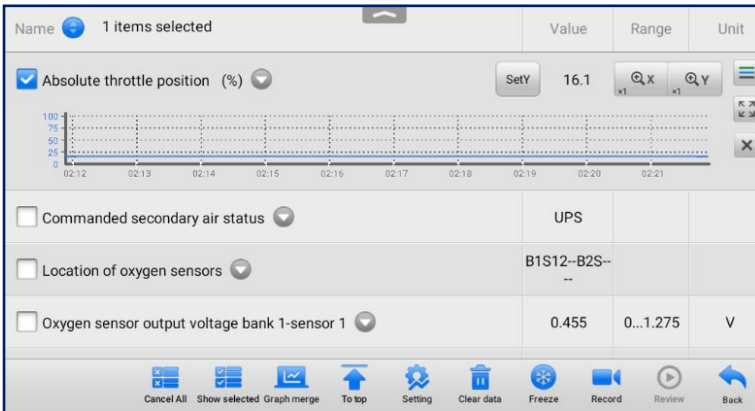 Name 1 items selected Value Range Unit
Absolute throttle position (%) SetY 16.1 ×1 X ×1 Y
100
75
50
25
0
02:12 02:13 02:14 02:15 02:16 02:17 02:18 02:19 02:20 02:21
Commanded secondary air status UPS
Location of oxygen sensors B1S12--B2S--
--
Oxygen sensor output voltage bank 1-sensor 1 0.455 0...1.275 V
Cancel All Show selected Graph merge To top Setting Clear data Freeze Record Review Back